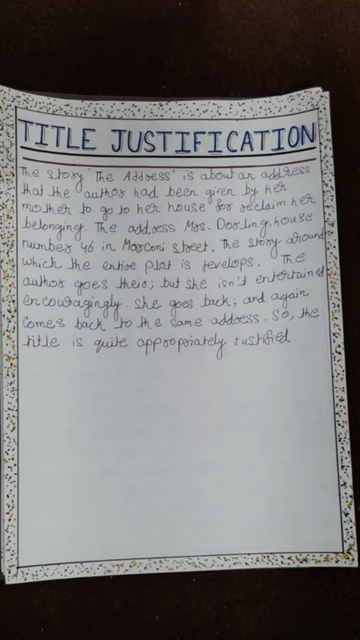 TITLE JUSTIFICATION
The story "The Address" is about an address
that the author had been given by her
mother to go to her house for reclaim her
belonging. The address Mrs. Dorling, house
number 46 in Marconi street. The story around
which the entire plot is develops. The
author goes their; but she isn't entertained
encouragingly. She goes back; and again
comes back to the same address. So, the
title is quite appropriately justified.